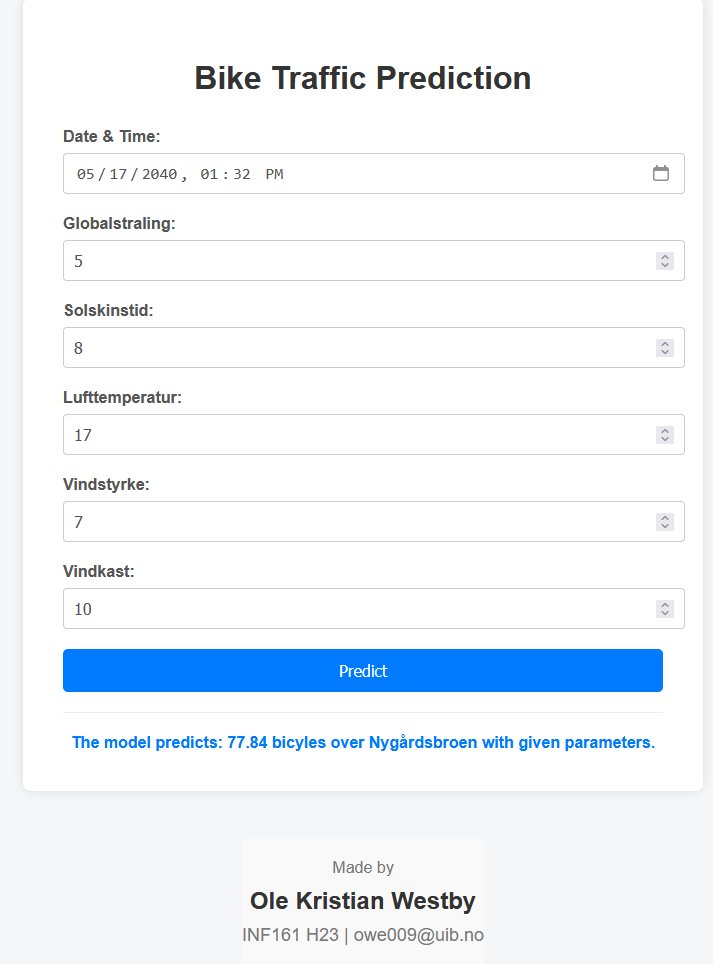 Bike Traffic Prediction
Date & Time:
05/17/2040, 01:32 PM
Globalstraling:
5
Solskinstid:
8
Lufttemperatur:
17
Vindstyrke:
7
Vindkast:
10
Predict
The model predicts: 77.84 bicyles over Nygårdsbroen with given parameters.
Made by
Ole Kristian Westby
INF161 H23 | owe009@uib.no